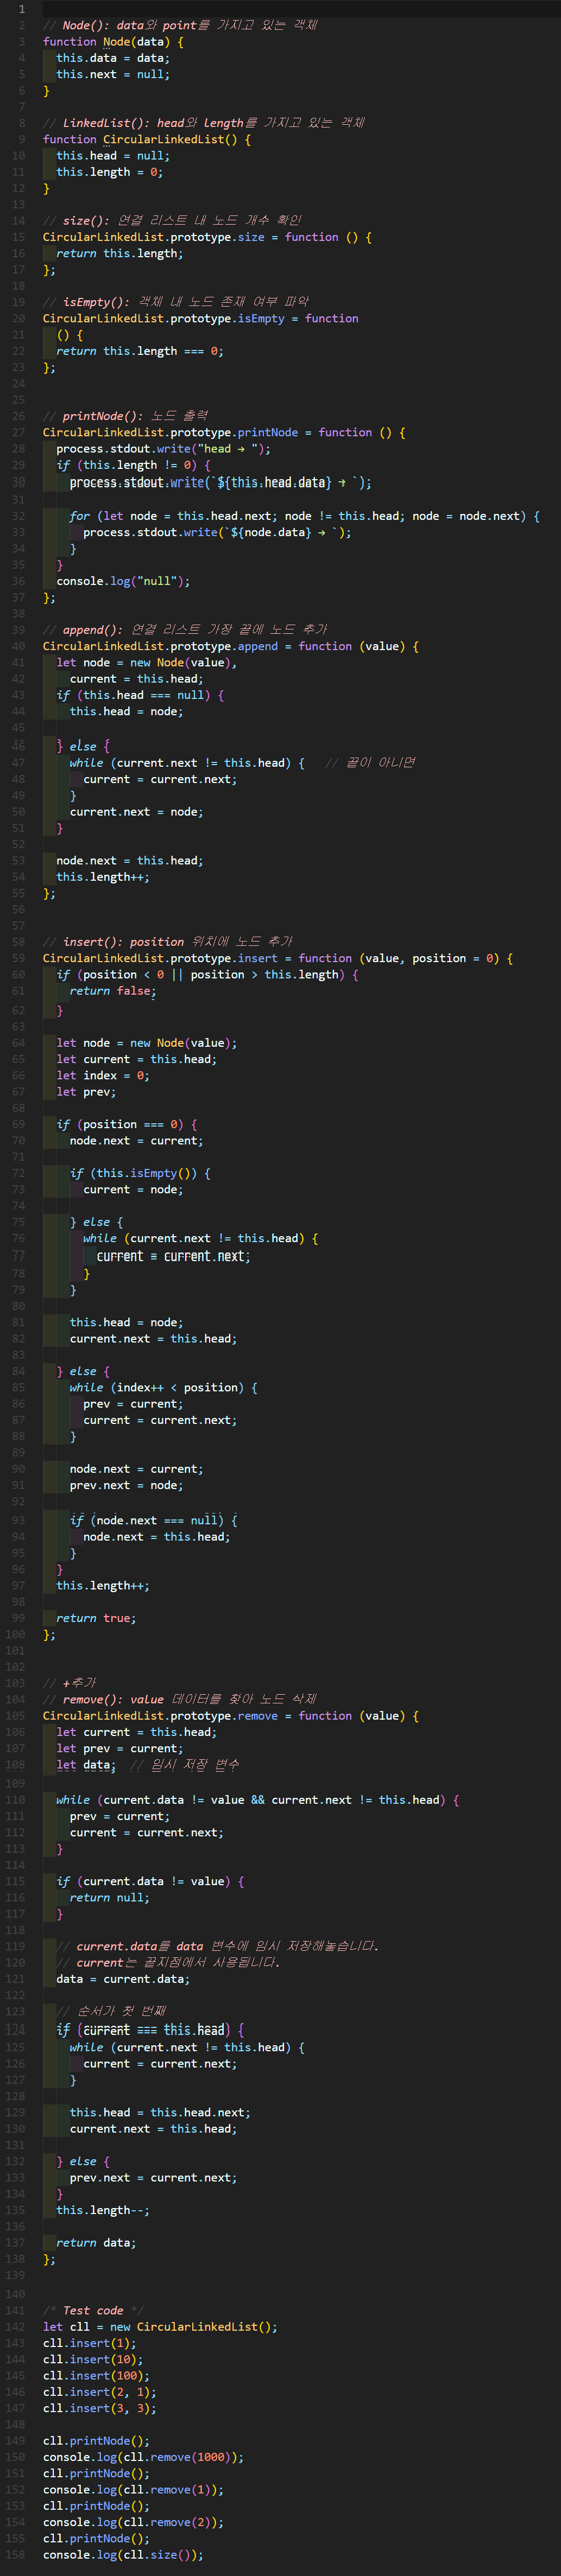 1
2 // Node(): data와 point를 가지고 있는 객체
3 function Node(data) {
4   this.data = data;
5   this.next = null;
6 }
7
8 // LinkedList(): head와 length를 가지고 있는 객체
9 function CircularLinkedList() {
10   this.head = null;
11   this.length = 0;
12 }
13
14 // size(): 연결 리스트 내 노드 개수 확인
15 CircularLinkedList.prototype.size = function () {
16   return this.length;
17 };
18
19 // isEmpty(): 객체 내 노드 존재 여부 파악
20 CircularLinkedList.prototype.isEmpty = function
21   () {
22   return this.length === 0;
23 };
24
25
26 // printNode(): 노드 출력
27 CircularLinkedList.prototype.printNode = function () {
28   process.stdout.write("head → ");
29   if (this.length != 0) {
30     process.stdout.write(`${this.head.data} → `);
31
32     for (let node = this.head.next; node != this.head; node = node.next) {
33       process.stdout.write(`${node.data} → `);
34     }
35   }
36   console.log("null");
37 };
38
39 // append(): 연결 리스트 가장 끝에 노드 추가
40 CircularLinkedList.prototype.append = function (value) {
41   let node = new Node(value),
42     current = this.head;
43   if (this.head === null) {
44     this.head = node;
45
46   } else {
47     while (current.next != this.head) {   // 끝이 아니면
48       current = current.next;
49     }
50     current.next = node;
51   }
52
53   node.next = this.head;
54   this.length++;
55 };
56
57
58 // insert(): position 위치에 노드 추가
59 CircularLinkedList.prototype.insert = function (value, position = 0) {
60   if (position < 0 || position > this.length) {
61     return false;
62   }
63
64   let node = new Node(value);
65   let current = this.head;
66   let index = 0;
67   let prev;
68
69   if (position === 0) {
70     node.next = current;
71
72     if (this.isEmpty()) {
73       current = node;
74
75     } else {
76       while (current.next != this.head) {
77         current = current.next;
78       }
79     }
80
81     this.head = node;
82     current.next = this.head;
83
84   } else {
85     while (index++ < position) {
86       prev = current;
87       current = current.next;
88     }
89
90     node.next = current;
91     prev.next = node;
92
93     if (node.next === null) {
94       node.next = this.head;
95     }
96   }
97   this.length++;
98
99   return true;
100 };
101
102
103 // +추가
104 // remove(): value 데이터를 찾아 노드 삭제
105 CircularLinkedList.prototype.remove = function (value) {
106   let current = this.head;
107   let prev = current;
108   let data;  // 임시 저장 변수
109
110   while (current.data != value && current.next != this.head) {
111     prev = current;
112     current = current.next;
113   }
114
115   if (current.data != value) {
116     return null;
117   }
118
119   // current.data를 data 변수에 임시 저장해놓습니다.
120   // current는 끝지점에서 사용됩니다.
121   data = current.data;
122
123   // 순서가 첫 번째
124   if (current === this.head) {
125     while (current.next != this.head) {
126       current = current.next;
127     }
128
129     this.head = this.head.next;
130     current.next = this.head;
131
132   } else {
133     prev.next = current.next;
134   }
135   this.length--;
136
137   return data;
138 };
139
140
141 /* Test code */
142 let cll = new CircularLinkedList();
143 cll.insert(1);
144 cll.insert(10);
145 cll.insert(100);
146 cll.insert(2, 1);
147 cll.insert(3, 3);
148
149 cll.printNode();
150 console.log(cll.remove(1000));
151 cll.printNode();
152 console.log(cll.remove(1));
153 cll.printNode();
154 console.log(cll.remove(2));
155 cll.printNode();
158 console.log(cll.size());